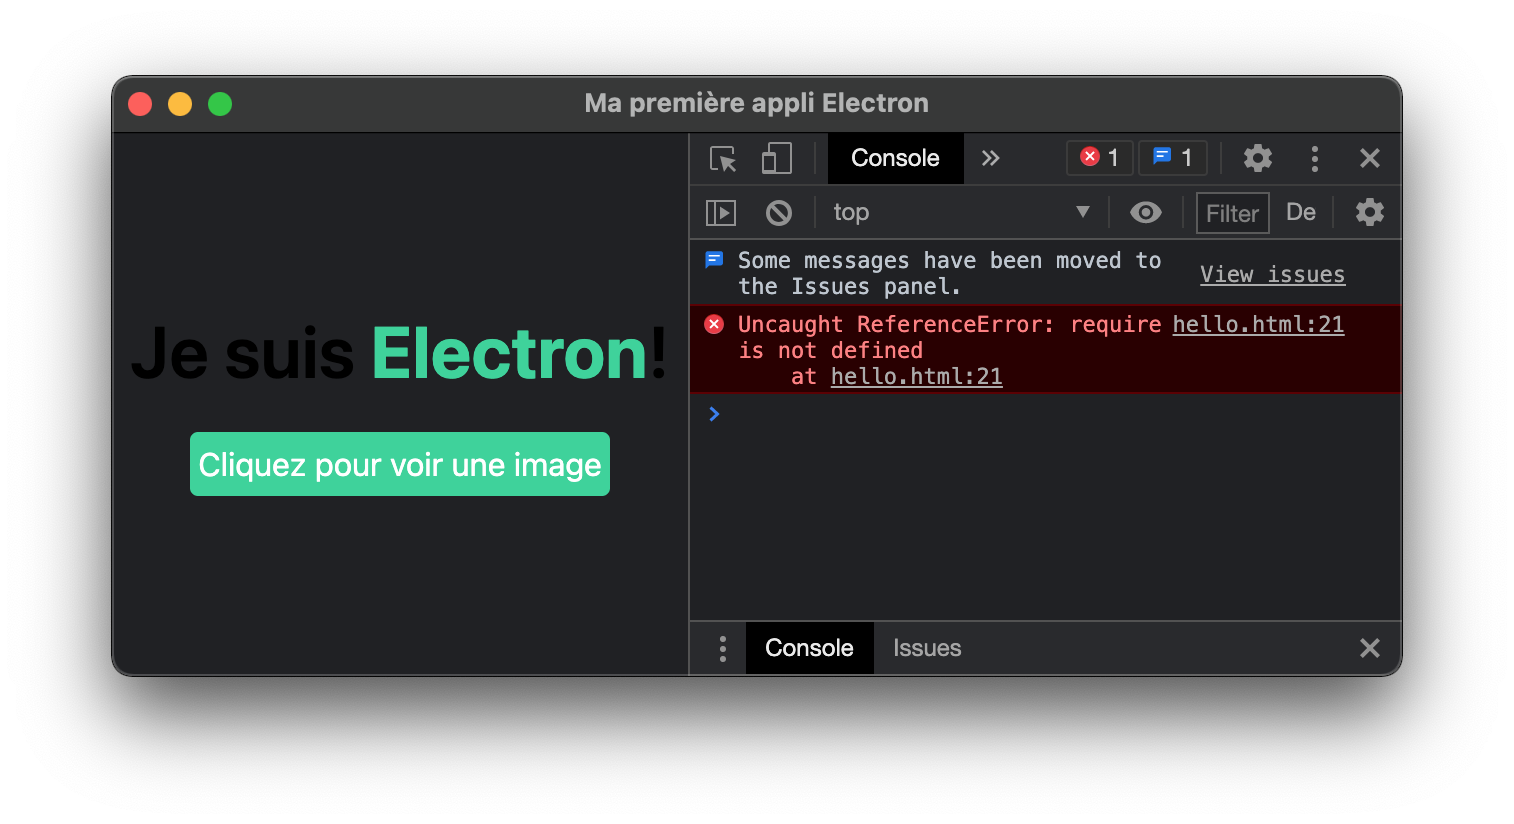 Ma première appli Electron
Je suis Electron!
Cliquez pour voir une image
Console
1
1
top
Filter
De
Some messages have been moved to
the Issues panel.
View issues
Uncaught ReferenceError: require
hello.html:21
is not defined
at hello.html:21
Console
Issues